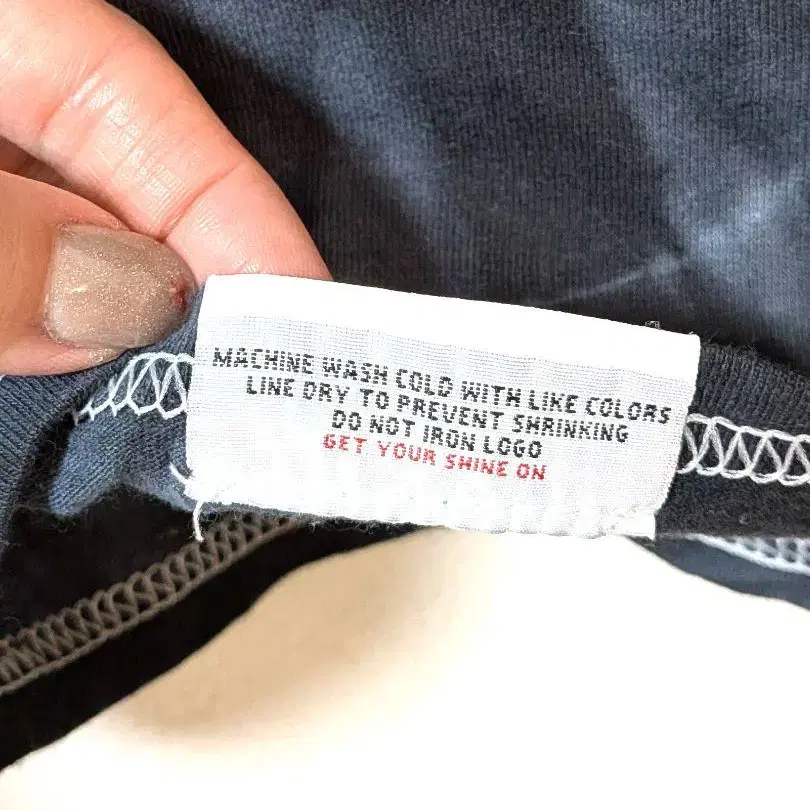 MACHINE WASH COLD WITH LIKE COLORS
LINE DRY TO PREVENT SHRINKING
DO NOT IRON LOGO
GET YOUR SHINE ON